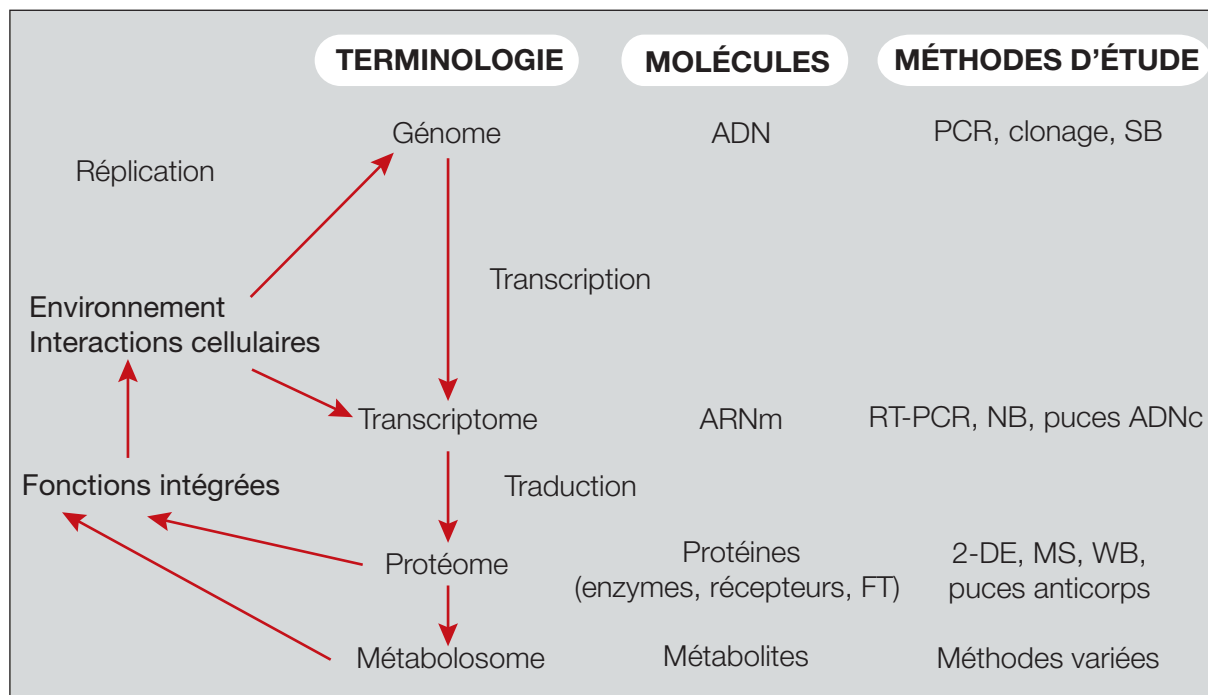 TERMINOLOGIE
MOLÉCULES
MÉTHODES D'ÉTUDE
Génome
ADN
PCR, clonage, SB
Réplication
Transcription
Environnement
Interactions cellulaires
Transcriptome
ARNm
RT-PCR, NB, puces ADNc
Fonctions intégrées
Traduction
Protéome
Protéines
(enzymes, récepteurs, FT)
2-DE, MS, WB,
puces anticorps
Métabolosome
Métabolites
Méthodes variées